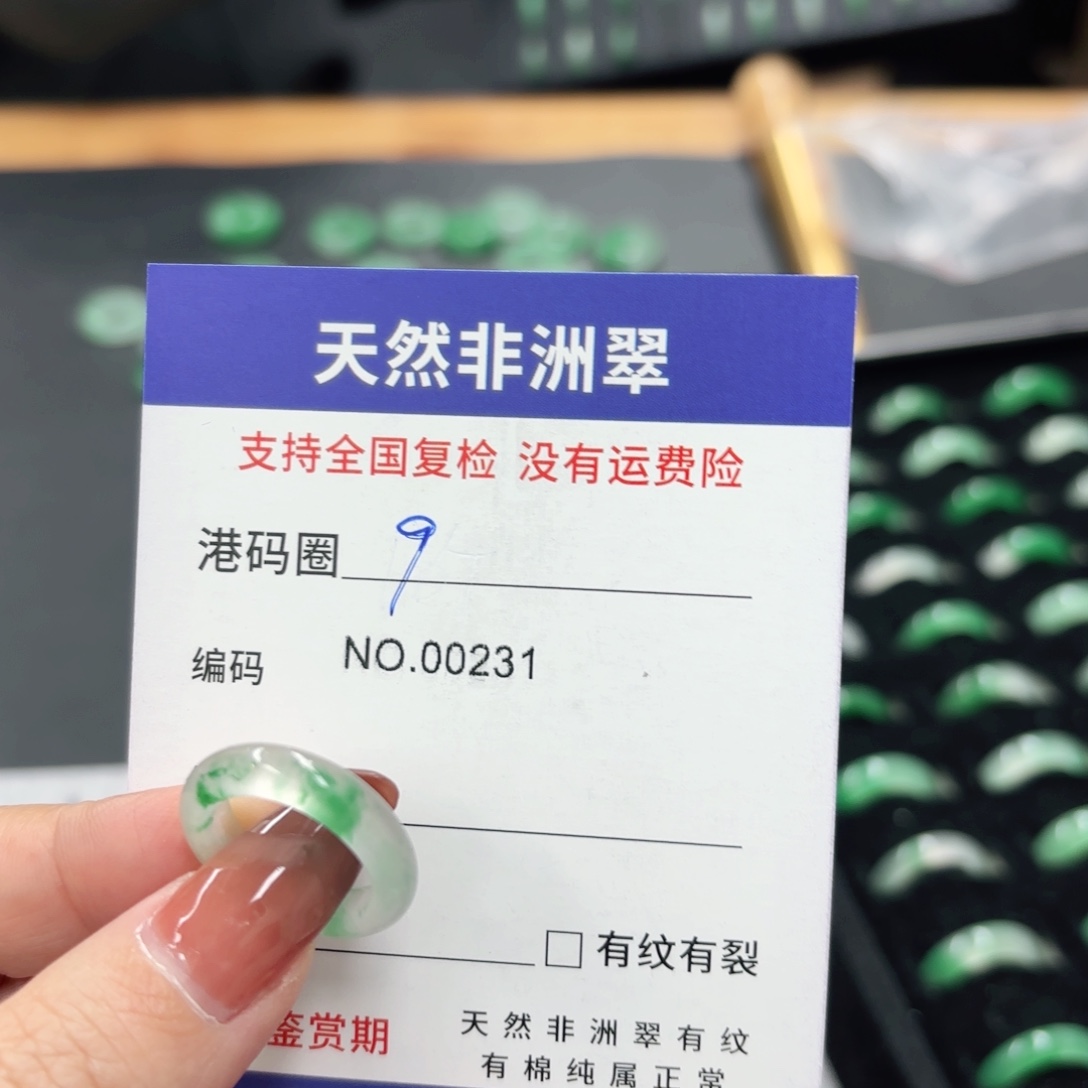 天然非洲翠
支持全国复检 没有运费险
港码圈 9
编码 NO.00231
有纹有裂
鉴赏期
天然非洲翠有纹
有棉纯属正常